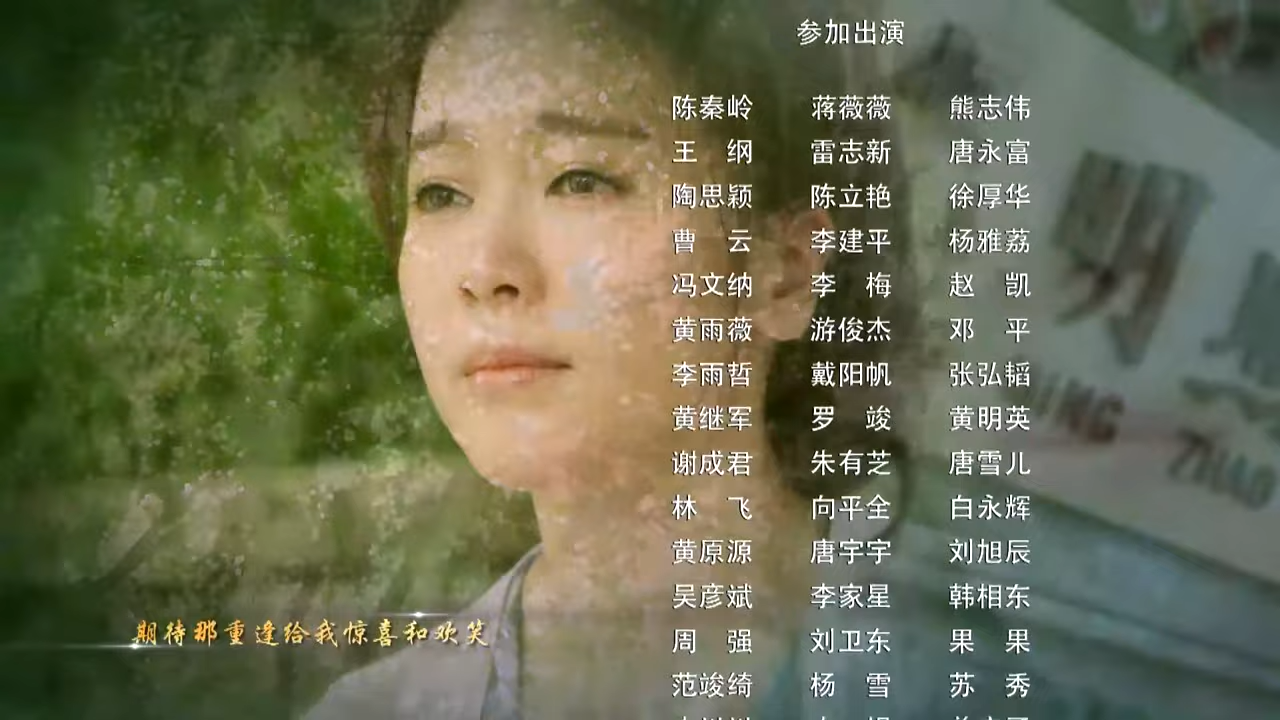 参加出演
陈秦岭 蒋薇薇 熊志伟
王 纲 雷志新 唐永富
陶思颖 陈立艳 徐厚华
曹 云 李建平 杨雅荔
冯文纳 李 梅 赵 凯
黄雨薇 游俊杰 邓 平
李雨哲 戴阳帆 张弘韬
黄继军 罗 竣 黄明英
谢成君 朱有芝 唐雪儿
林 飞 向平全 白永辉
黄原源 唐宇宇 刘旭辰
吴彦斌 李家星 韩相东
周 强 刘卫东 果 果
范竣绮 杨 雪 苏 秀
期待那重逢给我惊喜和欢笑
明
ZHAO